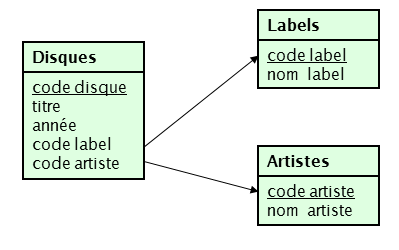 Disques
code disque
titre
année
code label
code artiste
Labels
code label
nom label
Artistes
code artiste
nom artiste